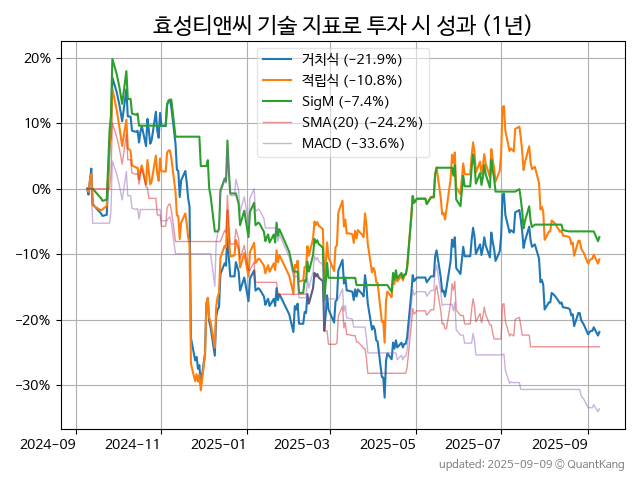 효성티앤씨 기술 지표로 투자 시 성과 (1년)
거치식 (−21.9%)
적립식 (−10.8%)
SigM (−7.4%)
SMA(20) (−24.2%)
MACD (−33.6%)
20%
10%
0%
−10%
−20%
−30%
2024-09 2024-11 2025-01 2025-03 2025-05 2025-07 2025-09
updated: 2025-09-09 © QuantKang